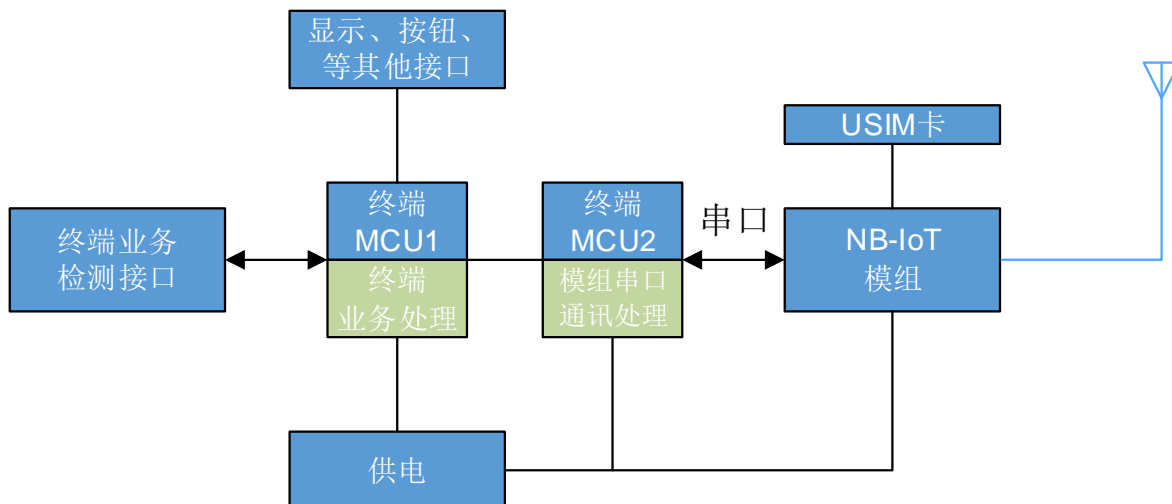 显示、按钮、
等其他接口
USIM卡
终端业务
检测接口
终端
MCU1
终端
业务处理
终端
MCU2
模组串口
通讯处理
串口
NB-IoT
模组
供电